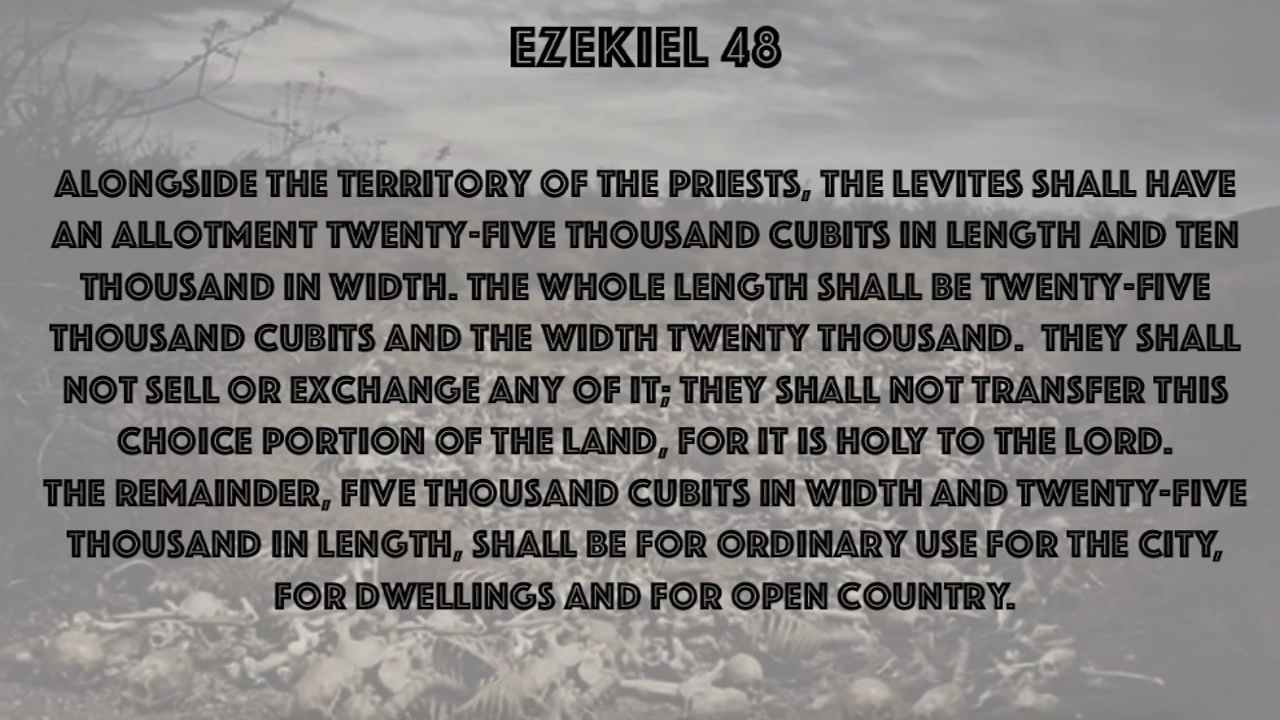 EZEKIEL 48
ALONGSIDE THE TERRITORY OF THE PRIESTS, THE LEVITES SHALL HAVE
AN ALLOTMENT TWENTY-FIVE THOUSAND CUBITS IN LENGTH AND TEN
THOUSAND IN WIDTH. THE WHOLE LENGTH SHALL BE TWENTY-FIVE
THOUSAND CUBITS AND THE WIDTH TWENTY THOUSAND.  THEY SHALL
NOT SELL OR EXCHANGE ANY OF IT; THEY SHALL NOT TRANSFER THIS
CHOICE PORTION OF THE LAND, FOR IT IS HOLY TO THE LORD.
THE REMAINDER, FIVE THOUSAND CUBITS IN WIDTH AND TWENTY-FIVE
THOUSAND IN LENGTH, SHALL BE FOR ORDINARY USE FOR THE CITY,
FOR DWELLINGS AND FOR OPEN COUNTRY.